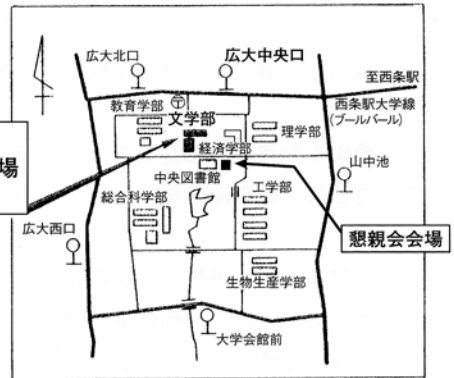 広大北口
広大中央口
至西条駅
教育学部
西条駅大学線
(ブールバール)
文学部
理学部
経済学部
場
中央図書館
山中池
総合科学部
工学部
広大西口
懇親会会場
生物生産学部
大学会館前